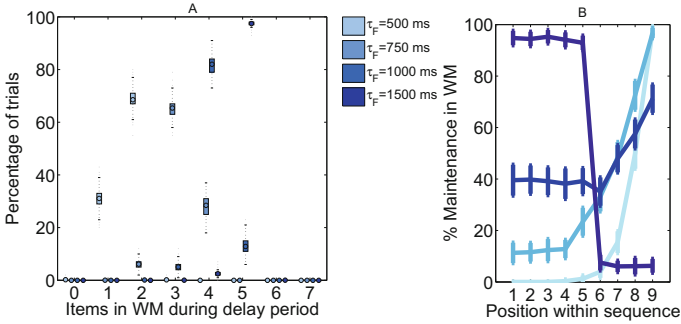 A
Percentage of trials
100
80
60
40
20
0
0 1 2 3 4 5 6 7
Items in WM during delay period
τF=500 ms
τF=750 ms
τF=1000 ms
τF=1500 ms
B
% Maintenance in WM
100
80
60
40
20
0
1 2 3 4 5 6 7 8 9
Position within sequence